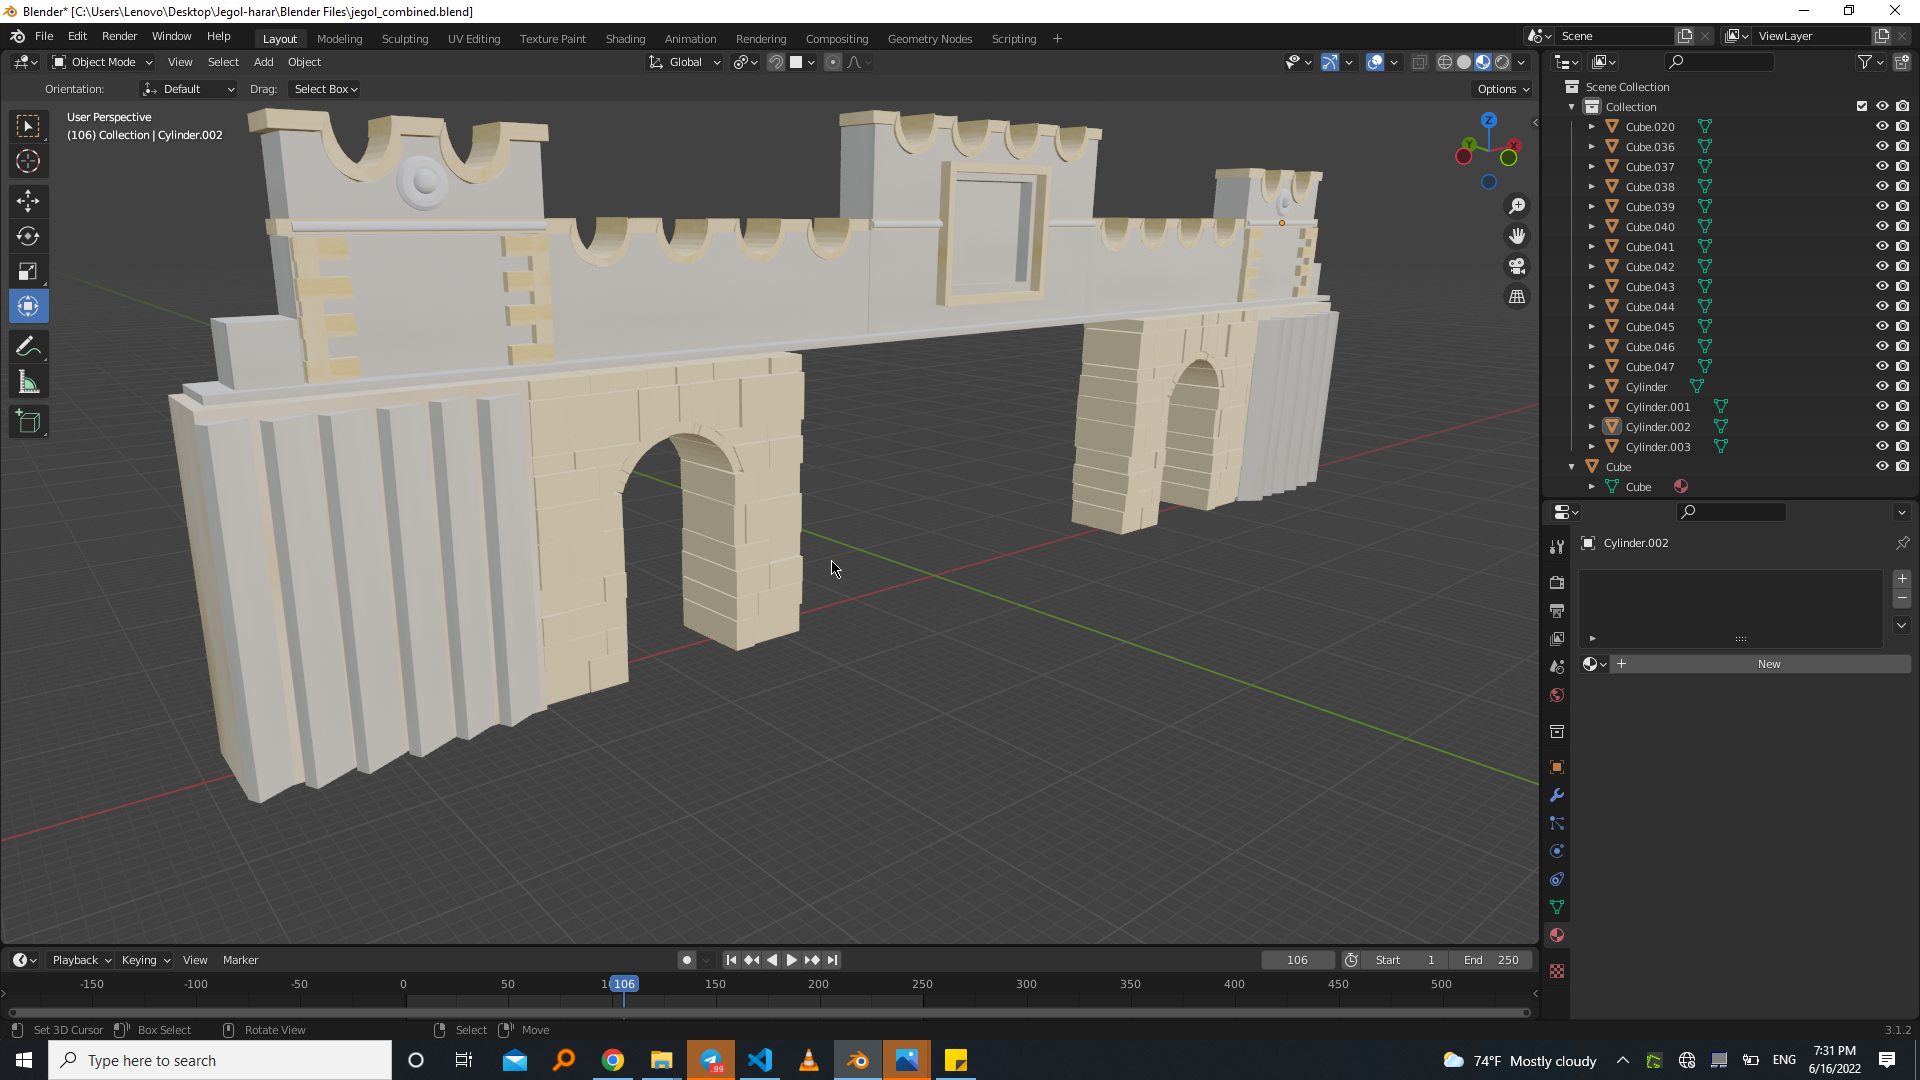 Blender* [C:\Users\Lenovo\Desktop\Jegol-harar\Blender Files\jegol_combined.blend]
File Edit Render Window Help
Layout Modeling Sculpting UV Editing Texture Paint Shading Animation Rendering Compositing Geometry Nodes Scripting +
Scene
ViewLayer
Object Mode View Select Add Object
Global
Orientation: Default Drag: Select Box
Options
User Perspective
(106) Collection | Cylinder.002
Z
Y
X
Scene Collection
Collection
Cube.020
Cube.036
Cube.037
Cube.038
Cube.039
Cube.040
Cube.041
Cube.042
Cube.043
Cube.044
Cube.045
Cube.046
Cube.047
Cylinder
Cylinder.001
Cylinder.002
Cylinder.003
Cube
Cube
Cylinder.002
New
Playback Keying View Marker
106
Start 1
End 250
-150 -100 -50 0 50 106 150 200 250 300 350 400 450 500
Set 3D Cursor Box Select Rotate View Select Move
3.1.2
Type here to search
.99
74°F Mostly cloudy
ENG
7:31 PM
6/16/2022